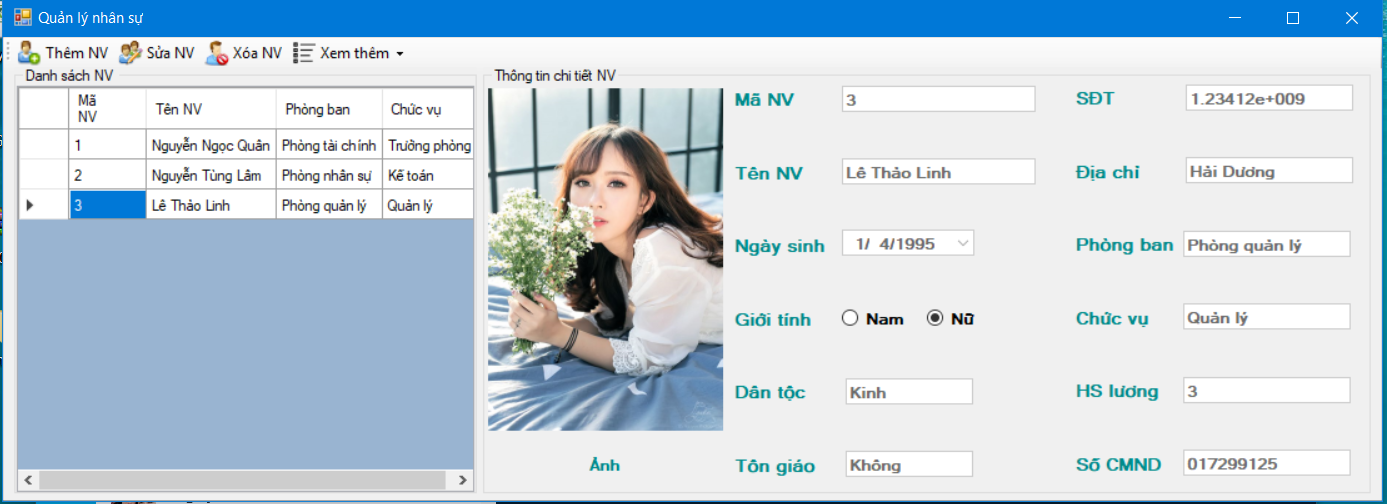 Quản lý nhân sự
Thêm NV Sửa NV Xóa NV Xem thêm
Danh sách NV
Mã NV Tên NV Phòng ban Chức vụ
1 Nguyễn Ngọc Quân Phòng tài chính Trưởng phòng
2 Nguyễn Tùng Lâm Phòng nhân sự Kế toán
3 Lê Thảo Linh Phòng quản lý Quản lý
Thông tin chi tiết NV
Ảnh
Mã NV 3
Tên NV Lê Thảo Linh
Ngày sinh 1/ 4/1995
Giới tính Nam Nữ
Dân tộc Kinh
Tôn giáo Không
SĐT 1.23412e+009
Địa chỉ Hải Dương
Phòng ban Phòng quản lý
Chức vụ Quản lý
HS lương 3
Số CMND 017299125